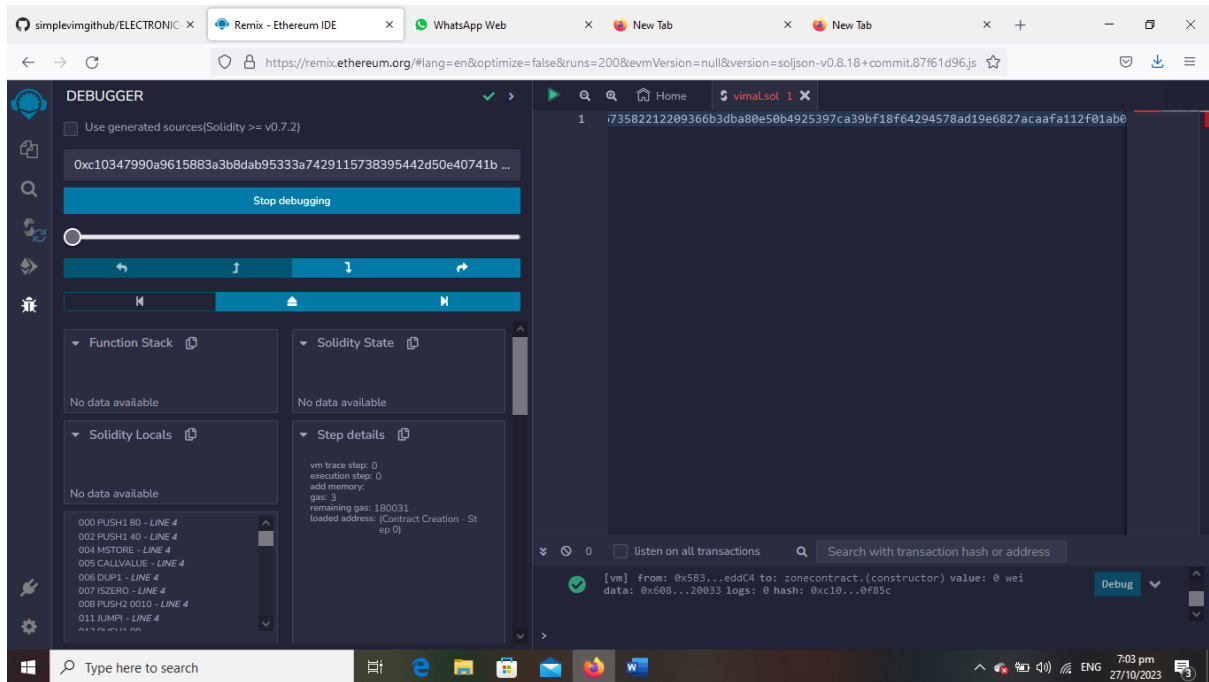 simplevimgithub/ELECTRONIC-
Remix - Ethereum IDE
WhatsApp Web
New Tab
New Tab
https://remix.ethereum.org/#lang=en&optimize=false&runs=200&evmVersion=null&version=soljson-v0.8.18+commit.87f61d96.js
DEBUGGER
Use generated sources(Solidity >= v0.7.2)
0xc10347990a9615883a3b8dab95333a7429115738395442d50e40741b ...
Stop debugging
Function Stack
No data available
Solidity State
No data available
Solidity Locals
No data available
Step details
vm trace step: 0
execution step: 0
add memory:
gas: 3
remaining gas: 180031
loaded address: (Contract Creation - St
ep 0)
000 PUSH1 80 - LINE 4
002 PUSH1 40 - LINE 4
004 MSTORE - LINE 4
005 CALLVALUE - LINE 4
006 DUP1 - LINE 4
007 ISZERO - LINE 4
008 PUSH2 0010 - LINE 4
011 JUMPI - LINE 4
Home
vimal.sol 1
1 73582212209366b3dba80e50b4925397ca39bf18f64294578ad19e6827acaafa112f01ab0
0
listen on all transactions
Search with transaction hash or address
[vm] from: 0x5B3...eddC4 to: zonecontract.(constructor) value: 0 wei
data: 0x608...20033 logs: 0 hash: 0xc10...0f85c
Debug
>
Type here to search
ENG
7:03 pm
27/10/2023
3